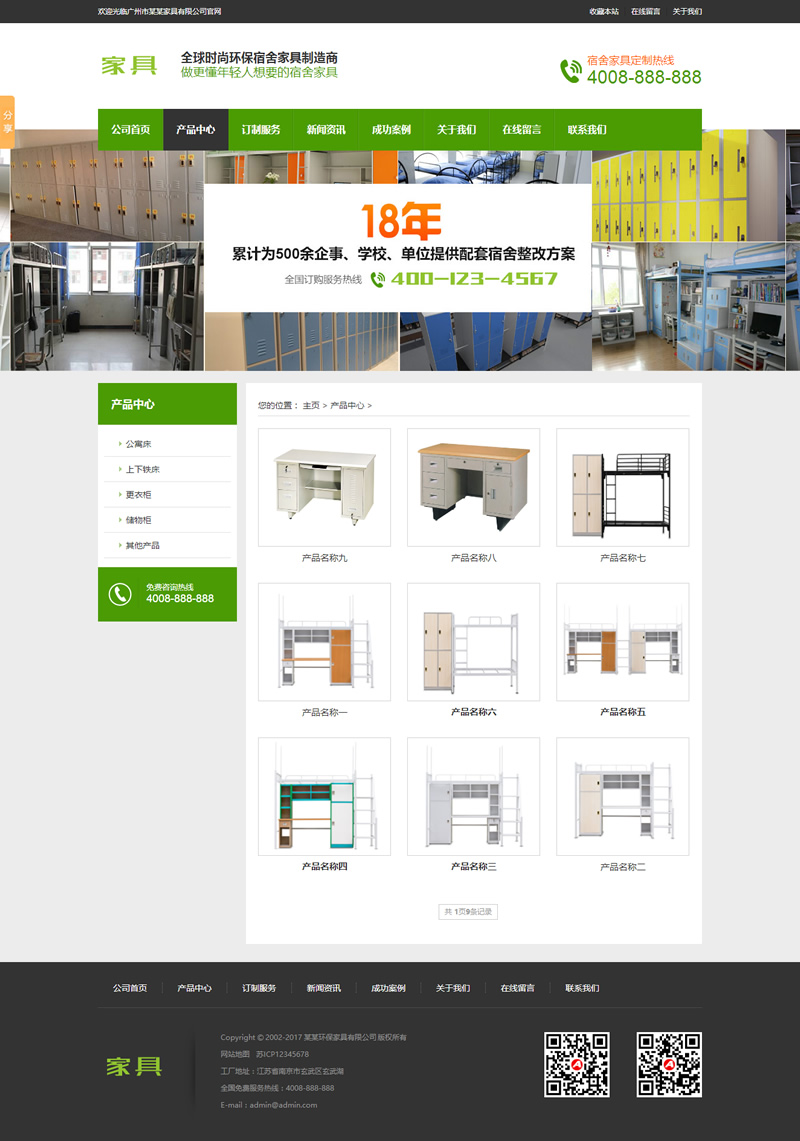 欢迎光临广州市某某家具有限公司官网
收藏本站 在线留言 关于我们
家具
全球时尚环保宿舍家具制造商
做更懂年轻人想要的宿舍家具
宿舍家具定制热线
4008-888-888
分享
公司首页 产品中心 订制服务 新闻资讯 成功案例 关于我们 在线留言 联系我们
18年
累计为500余企事、学校、单位提供配套宿舍整改方案
全国订购服务热线 400-123-4567
产品中心
公寓床
上下铁床
更衣柜
储物柜
其他产品
免费咨询热线
4008-888-888
您的位置： 主页 > 产品中心 >
产品名称九 产品名称八 产品名称七
产品名称一 产品名称六 产品名称五
产品名称四 产品名称三 产品名称二
共 1页9条记录
公司首页 产品中心 订制服务 新闻资讯 成功案例 关于我们 在线留言 联系我们
家具
Copyright © 2002-2017 某某环保家具有限公司 版权所有
网站地图 苏ICP12345678
工厂地址：江苏省南京市玄武区玄武湖
全国免费服务热线：4008-888-888
E-mail：admin@admin.com